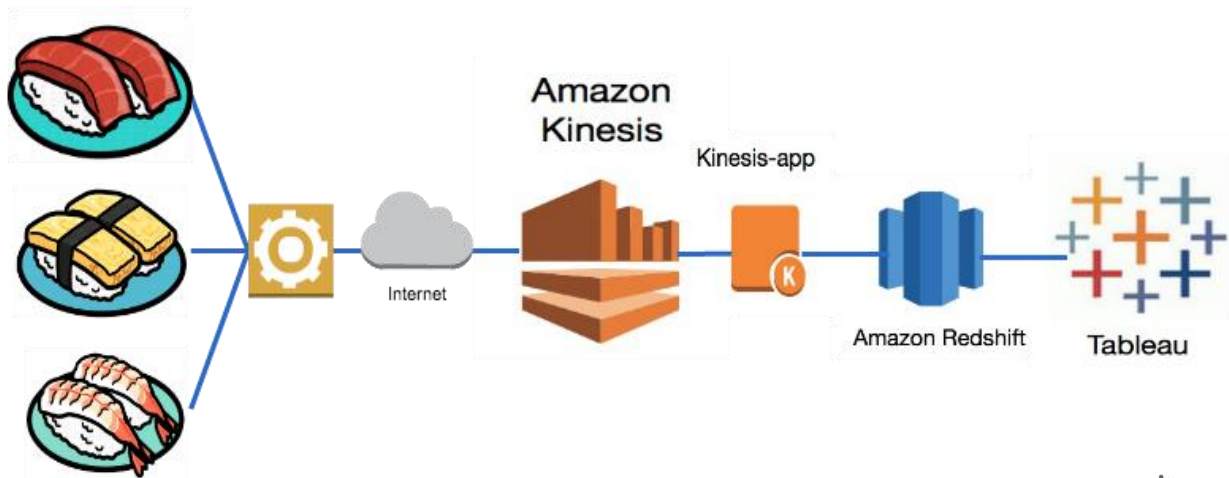 Amazon
Kinesis
Kinesis-app
Internet
K
Amazon Redshift
Tableau